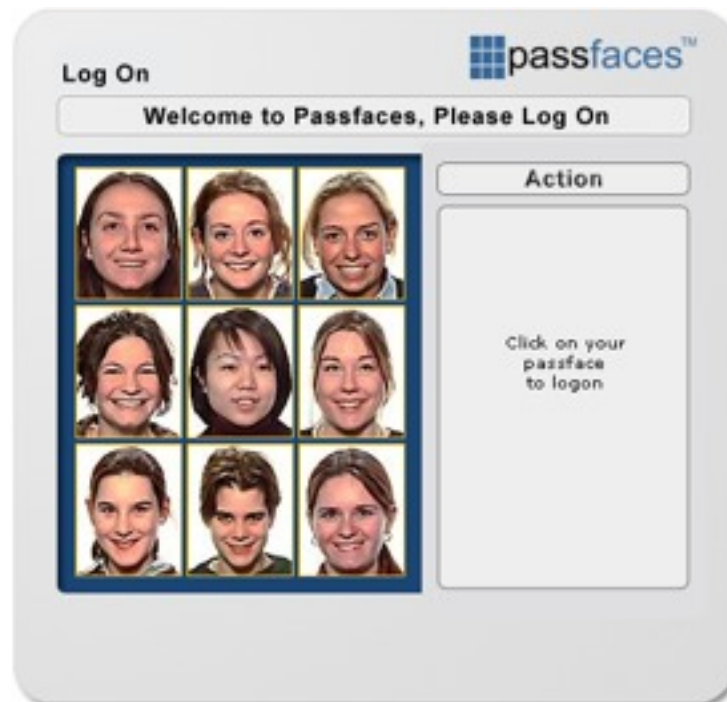 passfaces™
Log On
Welcome to Passfaces, Please Log On
Action
Click on your
passface
to logon